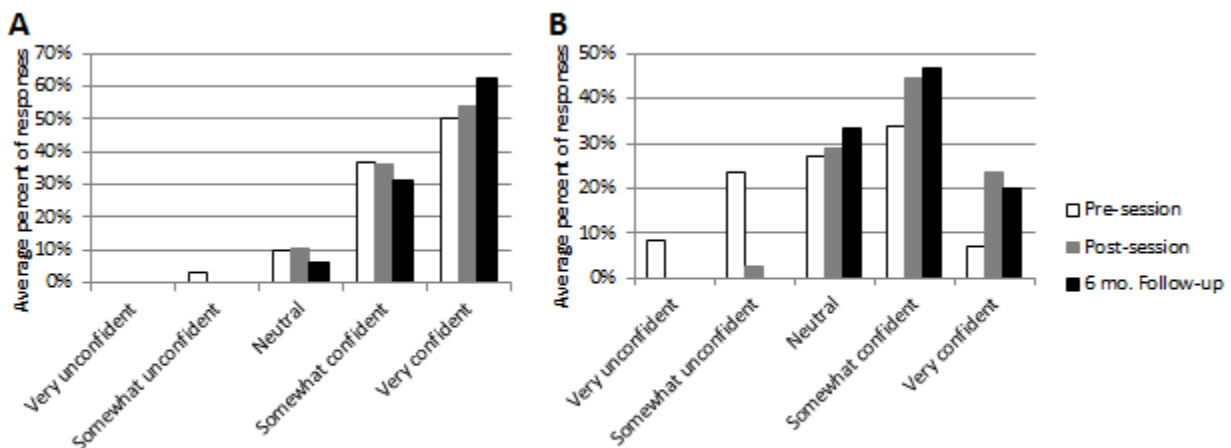 A
Average percent of responses
70%
60%
50%
40%
30%
20%
10%
0%
Very unconfident
Somewhat unconfident
Neutral
Somewhat confident
Very confident
B
Average percent of responses
50%
40%
30%
20%
10%
0%
Very unconfident
Somewhat unconfident
Neutral
Somewhat confident
Very confident
Pre-session
Post-session
6 mo. Follow-up